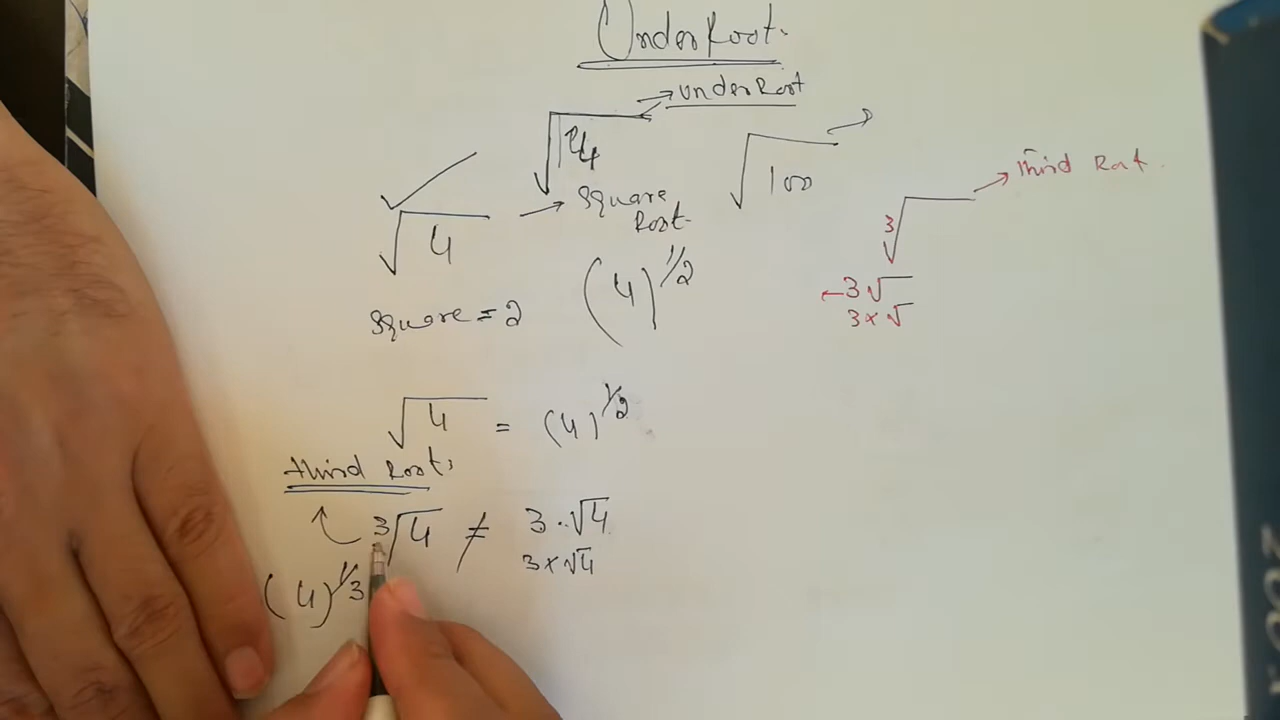 UnderRoot.
→ underRoot
√4
√100 →
→ Third Root.
√4 → Square Root.
3√
Square = 2
(4)^1/2
← 3√
3×√
√4 = (4)^1/2
third Root.
3√4 ≠ 3·√4
(4)^1/3
3×√4